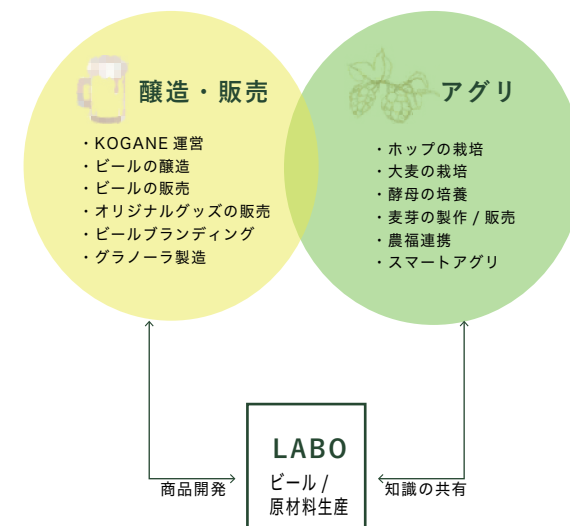 醸造・販売
・KOGANE 運営
・ビールの醸造
・ビールの販売
・オリジナルグッズの販売
・ビールブランディング
・グラノーラ製造
アグリ
・ホップの栽培
・大麦の栽培
・酵母の培養
・麦芽の製作 / 販売
・農福連携
・スマートアグリ
LABO
ビール /
原材料生産
商品開発
知識の共有